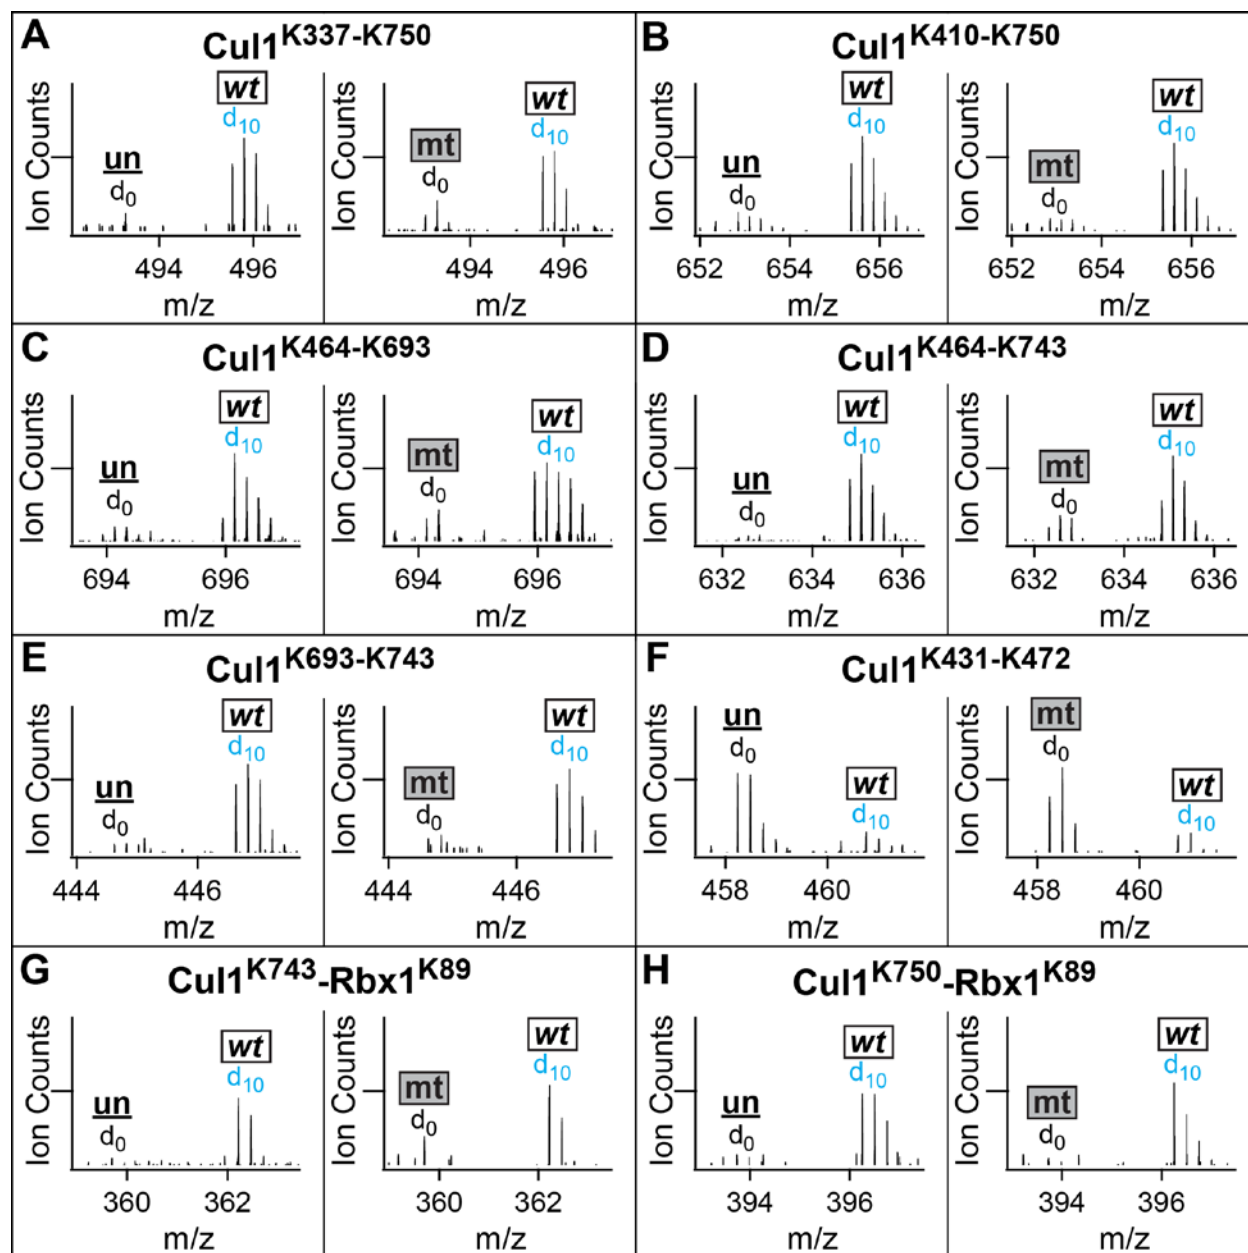 A Cul1K337-K750
Ion Counts
un
d0
wt
d10
494 496
m/z
Ion Counts
mt
d0
wt
d10
494 496
m/z
B Cul1K410-K750
Ion Counts
un
d0
wt
d10
652 654 656
m/z
Ion Counts
mt
d0
wt
d10
652 654 656
m/z
C Cul1K464-K693
Ion Counts
un
d0
wt
d10
694 696
m/z
Ion Counts
mt
d0
wt
d10
694 696
m/z
D Cul1K464-K743
Ion Counts
un
d0
wt
d10
632 634 636
m/z
Ion Counts
mt
d0
wt
d10
632 634 636
m/z
E Cul1K693-K743
Ion Counts
un
d0
wt
d10
444 446
m/z
Ion Counts
mt
d0
wt
d10
444 446
m/z
F Cul1K431-K472
Ion Counts
un
d0
wt
d10
458 460
m/z
Ion Counts
mt
d0
wt
d10
458 460
m/z
G Cul1K743-Rbx1K89
Ion Counts
un
d0
wt
d10
360 362
m/z
Ion Counts
mt
d0
wt
d10
360 362
m/z
H Cul1K750-Rbx1K89
Ion Counts
un
d0
wt
d10
394 396
m/z
Ion Counts
mt
d0
wt
d10
394 396
m/z